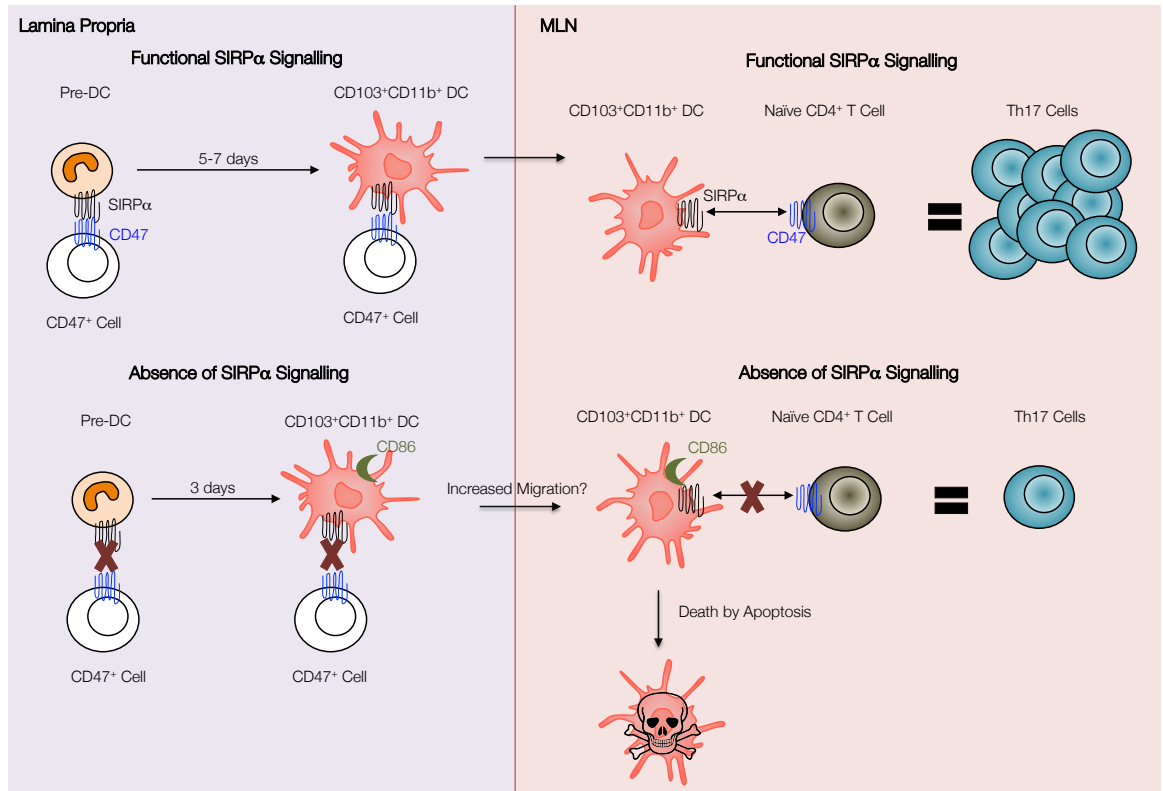 Lamina Propria
Functional SIRPα Signalling
Pre-DC
CD103⁺CD11b⁺ DC
5-7 days
SIRPα
CD47
CD47⁺ Cell
CD47⁺ Cell
Absence of SIRPα Signalling
Pre-DC
CD103⁺CD11b⁺ DC
CD86
3 days
Increased Migration?
CD47⁺ Cell
CD47⁺ Cell
MLN
Functional SIRPα Signalling
CD103⁺CD11b⁺ DC
Naïve CD4⁺ T Cell
Th17 Cells
SIRPα
CD47
Absence of SIRPα Signalling
CD103⁺CD11b⁺ DC
Naïve CD4⁺ T Cell
Th17 Cells
CD86
Death by Apoptosis